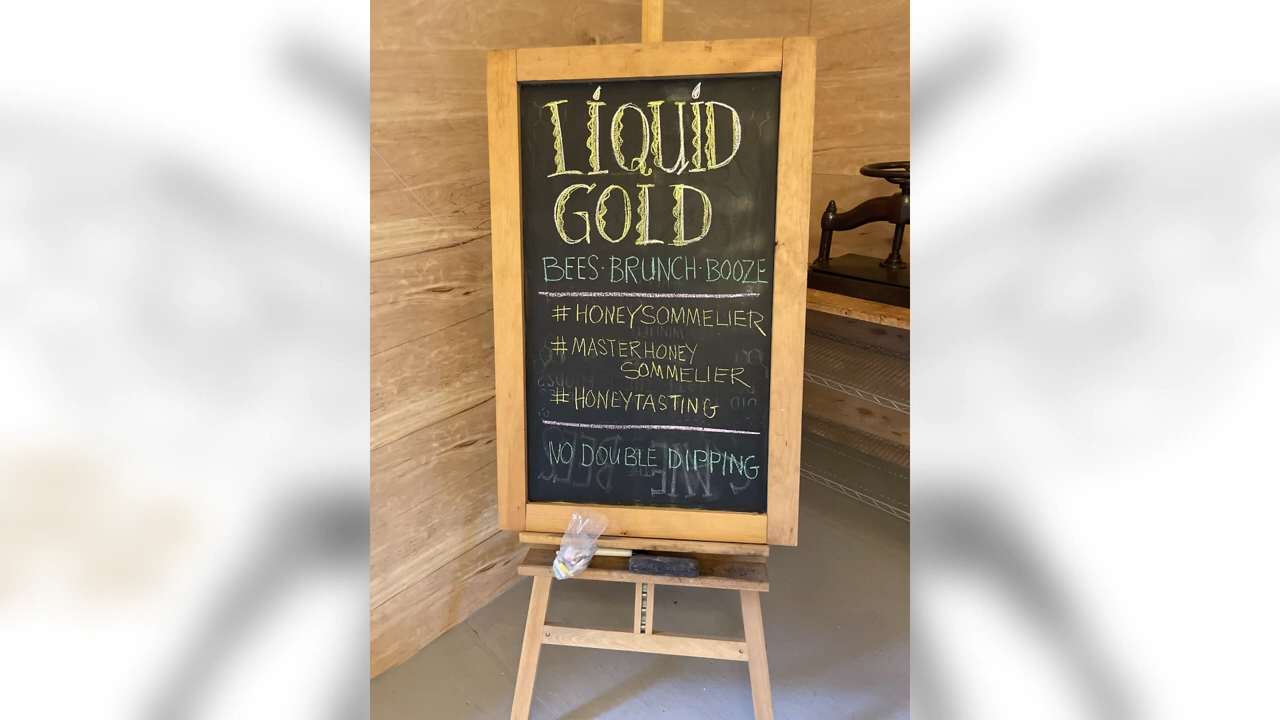 LIQUID
GOLD
BEES · BRUNCH · BOOZE
#HONEYSOMMELIER
#MASTERHONEY
SOMMELIER
#HONEYTASTING
NO DOUBLE DIPPING